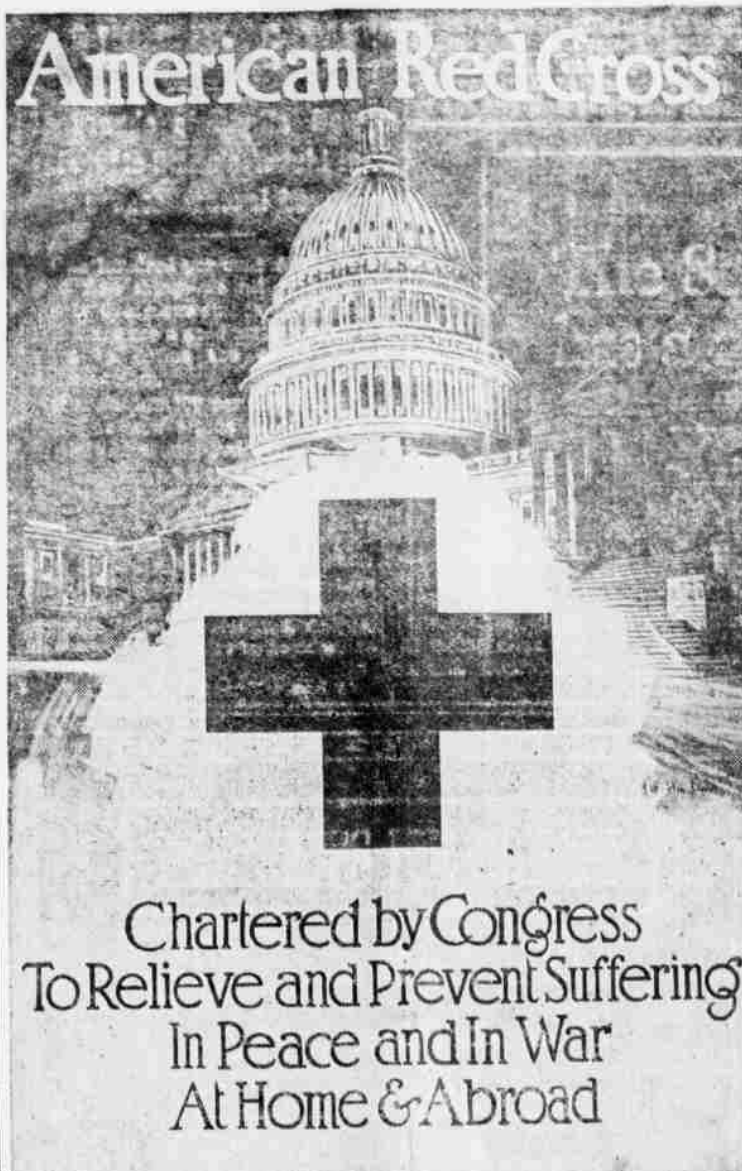 American Red Cross
Chartered by Congress
To Relieve and Prevent Suffering
In Peace and In War
At Home & Abroad